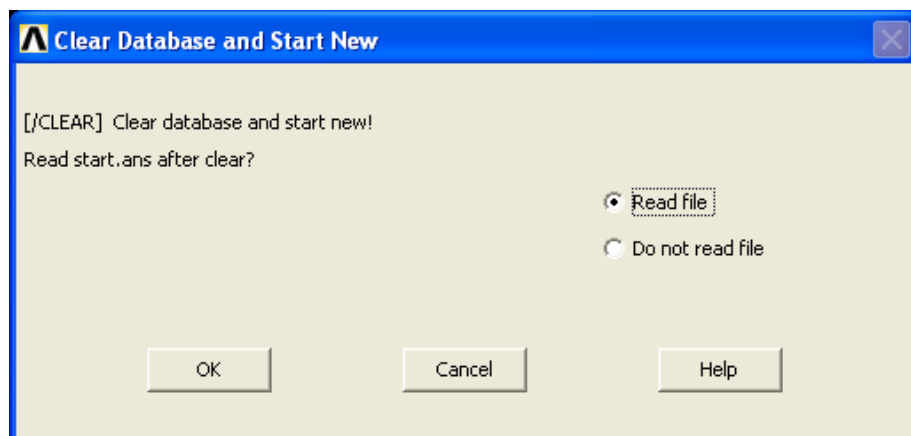 Clear Database and Start New
[/CLEAR] Clear database and start new!
Read start.ans after clear?
Read file
Do not read file
OK Cancel Help